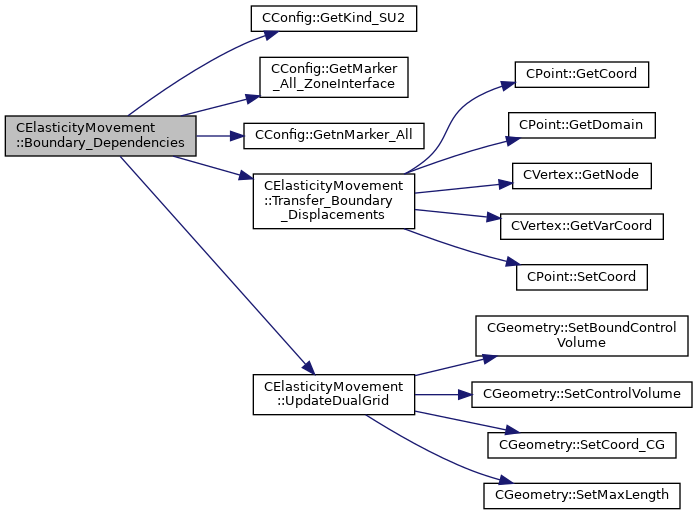 CElasticityMovement
::Boundary_Dependencies
CConfig::GetKind_SU2
CConfig::GetMarker
_All_ZoneInterface
CConfig::GetnMarker_All
CElasticityMovement
::Transfer_Boundary
_Displacements
CPoint::GetCoord
CPoint::GetDomain
CVertex::GetNode
CVertex::GetVarCoord
CPoint::SetCoord
CElasticityMovement
::UpdateDualGrid
CGeometry::SetBoundControl
Volume
CGeometry::SetControlVolume
CGeometry::SetCoord_CG
CGeometry::SetMaxLength